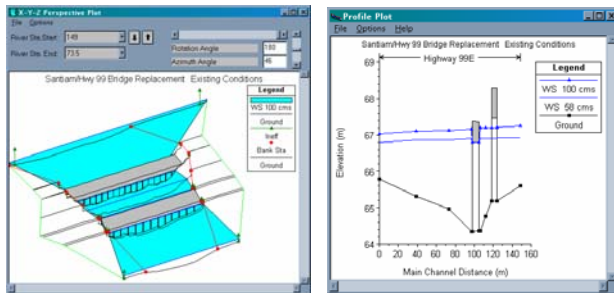 X-Y-Z Perspective Plot
File Options
River Sta. Start: 149
River Sta. End: 73.5
Rotation Angle 180
Azimuth Angle 45
Santiam/Hwy 99 Bridge Replacement Existing Conditions
Legend
WS 100 cms
Ground
Ineff
Bank Sta
Ground
Profile Plot
File Options Help
Santiam/Hwy 99 Bridge Replacement Existing Conditions
Highway 99E
Legend
WS 100 cms
WS 58 cms
Ground
Elevation (m)
69
68
67
66
65
64
0 20 40 60 80 100 120 140 160
Main Channel Distance (m)